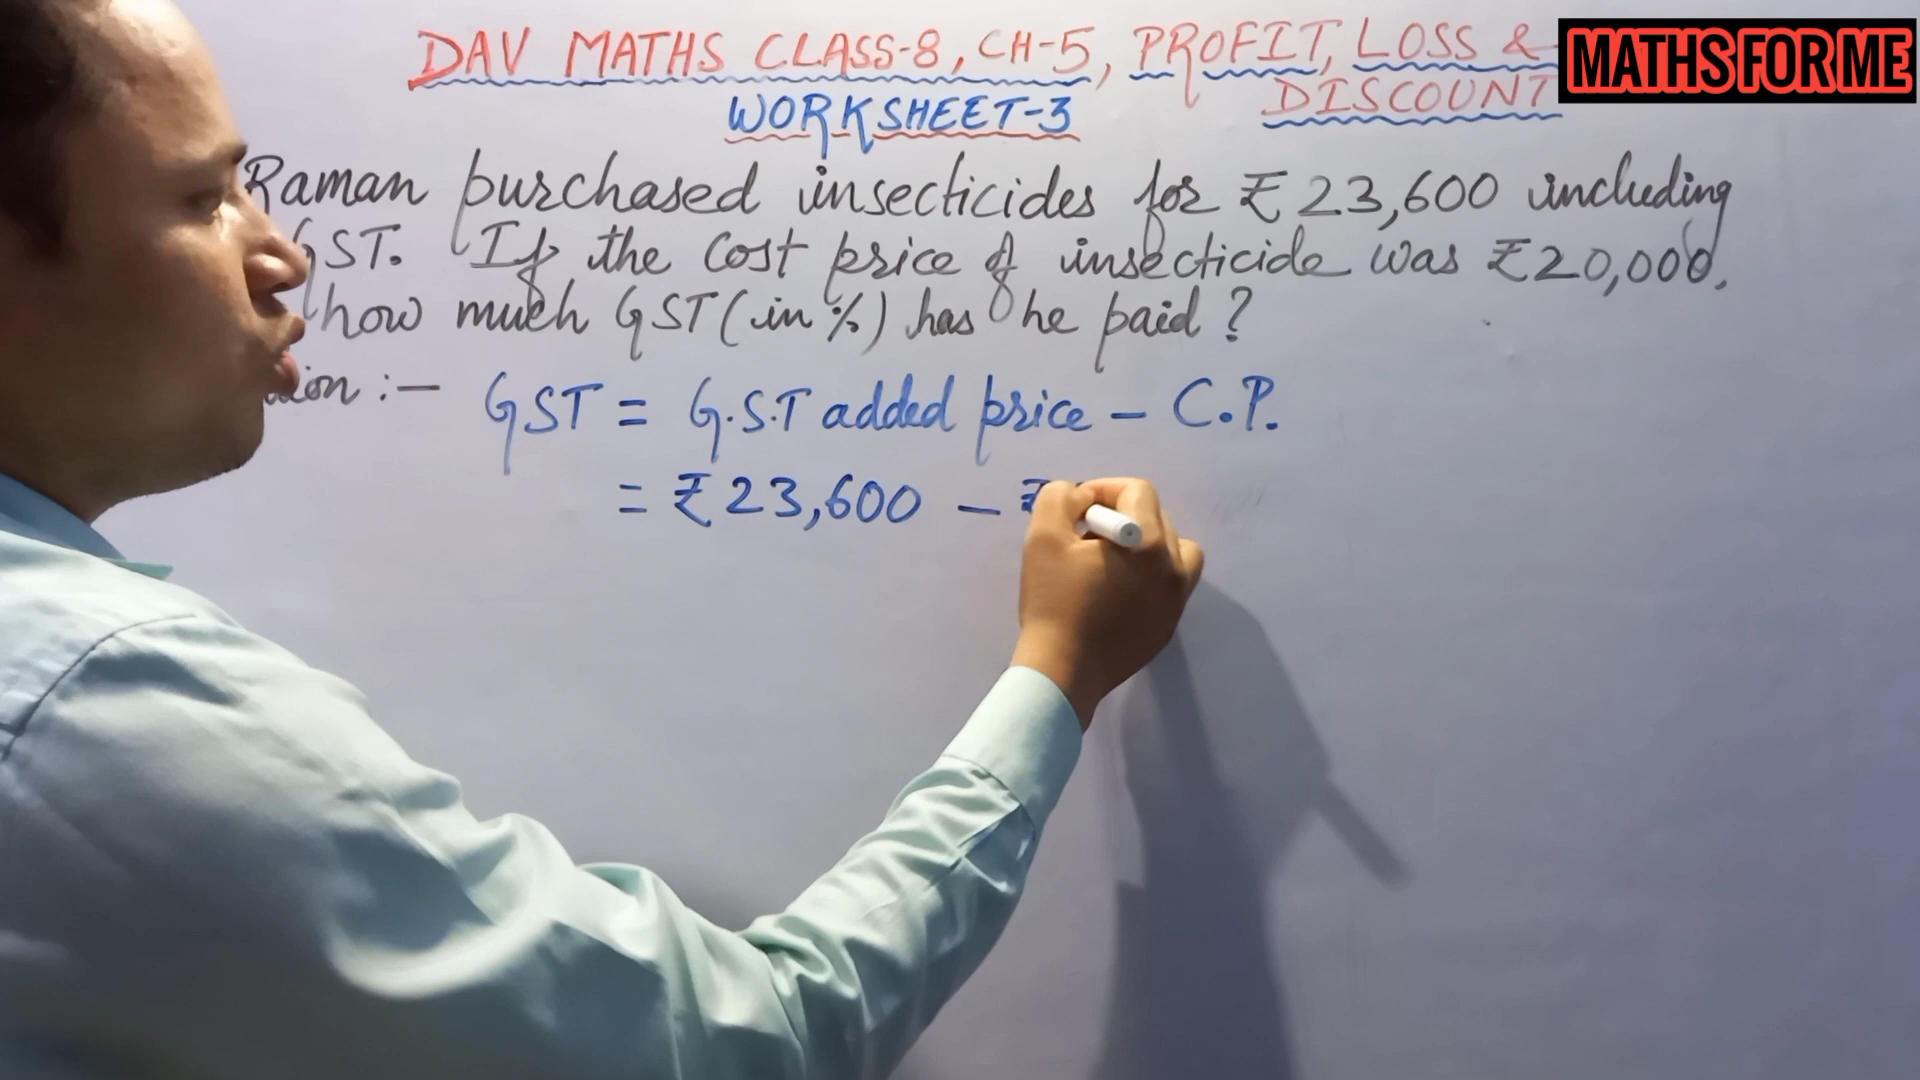 DAV MATHS CLASS-8, CH-5, PROFIT, LOSS &
DISCOUNT
MATHS FOR ME
WORKSHEET-3
Raman purchased insecticides for ₹ 23,600 including
GST. If the cost price of insecticide was ₹20,000,
how much GST (in %) has he paid?
:— GST = G.S.T added price — C.P.
= ₹23,600 — ₹